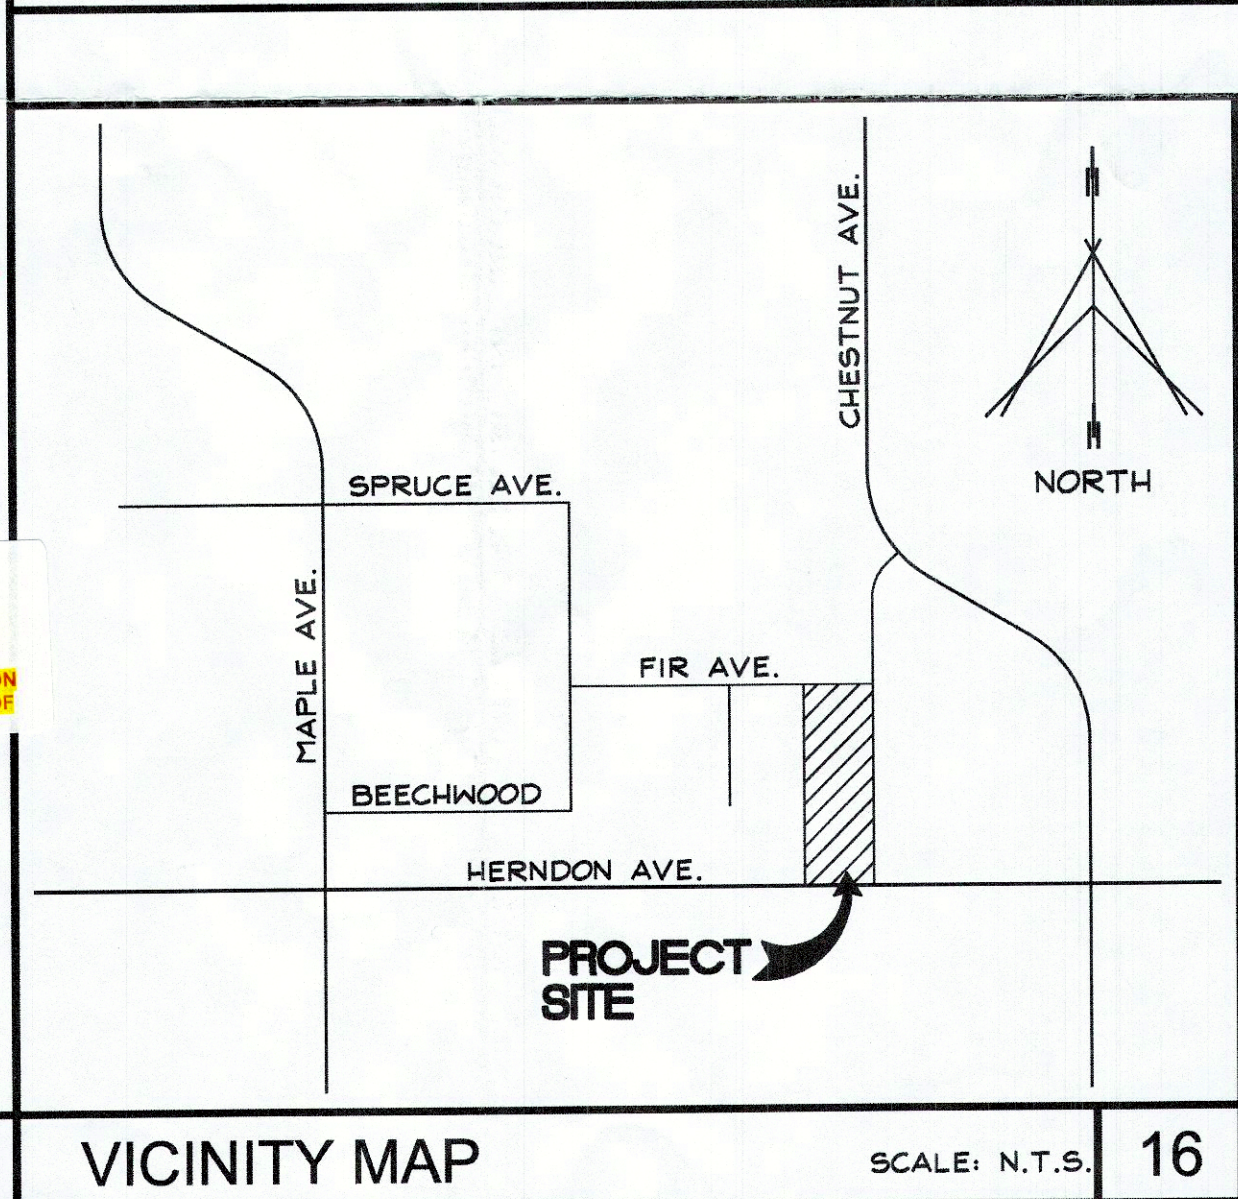 CHESTNUT AVE.
NORTH
SPRUCE AVE.
MAPLE AVE.
FIR AVE.
BEECHWOOD
HERNDON AVE.
PROJECT
SITE
VICINITY MAP
SCALE: N.T.S.
16